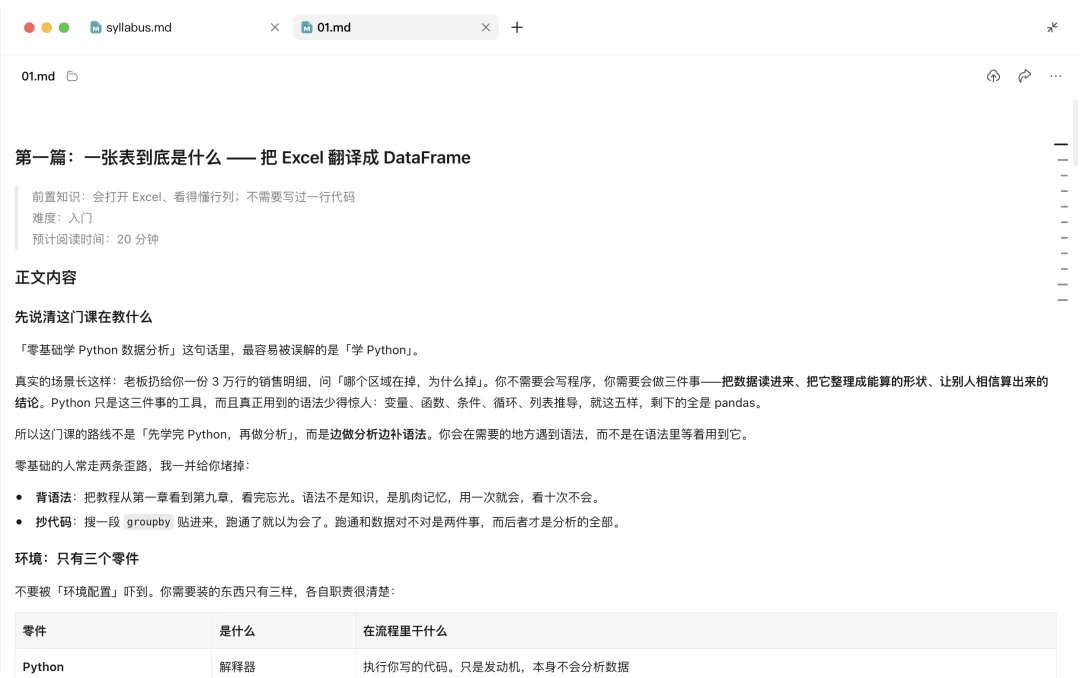 syllabus.md
01.md
01.md
第一篇：一张表到底是什么 —— 把 Excel 翻译成 DataFrame
前置知识：会打开 Excel、看得懂行列；不需要写过一行代码
难度：入门
预计阅读时间：20 分钟
正文内容
先说清这门课在教什么
「零基础学 Python 数据分析」这句话里，最容易被误解的是「学 Python」。
真实的场景长这样：老板扔给你一份 3 万行的销售明细，问「哪个区域在掉，为什么掉」。你不需要会写程序，你需要会做三件事——把数据读进来、把它整理成能算的形状、让别人相信算出来的
结论。Python 只是这三件事的工具，而且真正用到的语法少得惊人：变量、函数、条件、循环、列表推导，就这五样，剩下的全是 pandas。
所以这门课的路线不是「先学完 Python，再做分析」，而是边做分析边补语法。你会在需要的地方遇到语法，而不是在语法里等着用到它。
零基础的人常走两条歪路，我一并给你堵掉：
• 背语法：把教程从第一章看到第九章，看完忘光。语法不是知识，是肌肉记忆，用一次就会，看十次不会。
• 抄代码：搜一段 groupby 贴进来，跑通了就以为会了。跑通和数据对不对是两件事，而后者才是分析的全部。
环境：只有三个零件
不要被「环境配置」吓到。你需要装的东西只有三样，各自职责很清楚：
零件 是什么 在流程里干什么
Python 解释器 执行你写的代码。只是发动机，本身不会分析数据